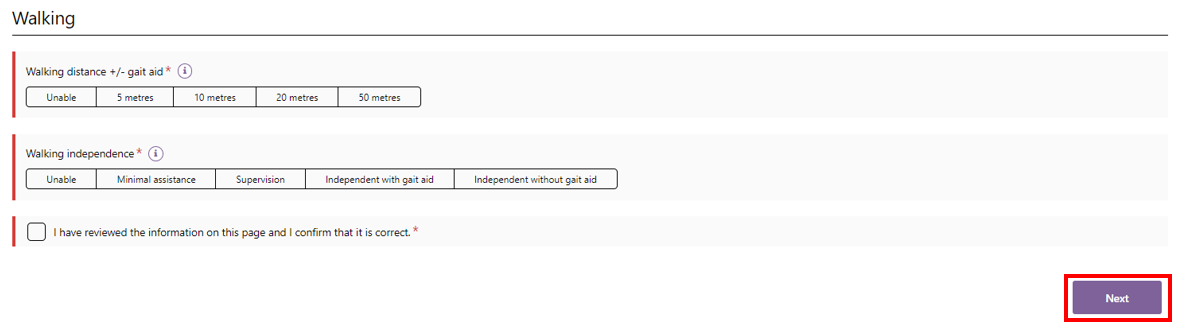 Walking
Walking distance +/- gait aid *
Unable 5 metres 10 metres 20 metres 50 metres
Walking independence *
Unable Minimal assistance Supervision Independent with gait aid Independent without gait aid
I have reviewed the information on this page and I confirm that it is correct. *
Next